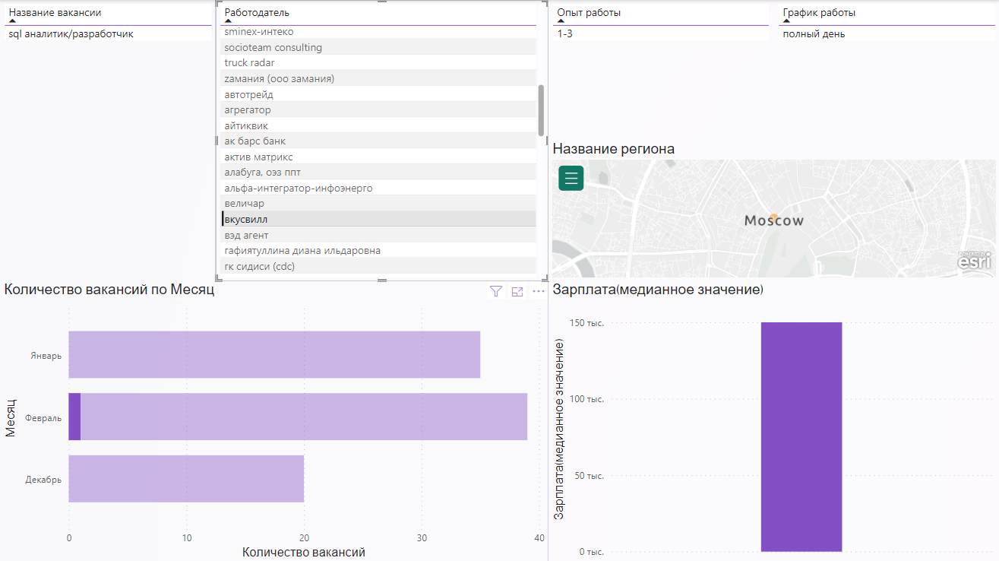 Название вакансии
sql аналитик/разработчик
Работодатель
sminex-интеко
socioteam consulting
truck radar
zамания (ооо замания)
автотрейд
агрегатор
айтиквик
ак барс банк
актив матрикс
алабуга, оэз ппт
альфа-интегратор-инфоэнерго
величар
вкусвилл
вэд агент
гафиятуллина диана ильдаровна
гк сидиси (cdc)
Опыт работы
1-3
График работы
полный день
Название региона
Moscow
POWERED BY
esri
Количество вакансий по Месяц
Месяц
Январь
Февраль
Декабрь
0 10 20 30 40
Количество вакансий
Зарплата(медианное значение)
Зарплата(медианное значение)
150 тыс.
100 тыс.
50 тыс.
0 тыс.